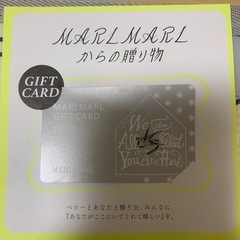 MARLMARL
からの贈り物
GIFT
CARD
MARLMARL
GIFT CARD
We Are
All So Glad
You Are Here
MARLMARL
ベビーとあなたと贈り主、みんなに、
『あなたがここにいてくれて嬉しい』を。